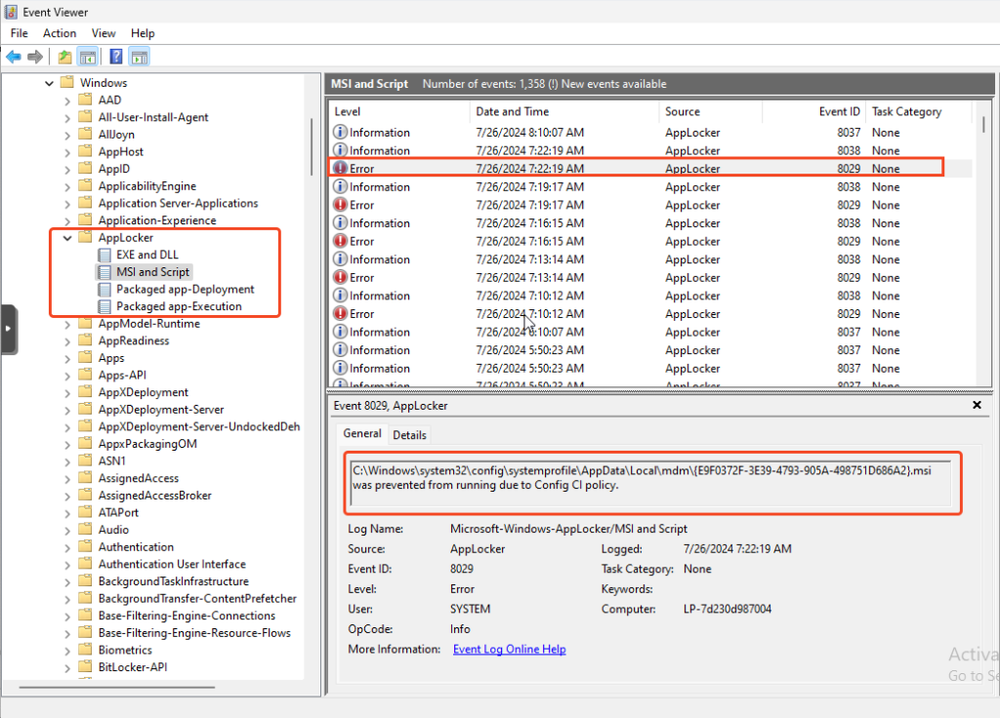 Event Viewer
File Action View Help
Windows
AAD
All-User-Install-Agent
AllJoyn
AppHost
AppID
ApplicabilityEngine
Application Server-Applications
Application-Experience
AppLocker
EXE and DLL
MSI and Script
Packaged app-Deployment
Packaged app-Execution
AppModel-Runtime
AppReadiness
Apps
Apps-API
AppXDeployment
AppXDeployment-Server
AppXDeployment-Server-UndockedDeh
AppxPackagingOM
ASN1
AssignedAccess
AssignedAccessBroker
ATAPort
Audio
Authentication
Authentication User Interface
BackgroundTaskInfrastructure
BackgroundTransfer-ContentPrefetcher
Base-Filtering-Engine-Connections
Base-Filtering-Engine-Resource-Flows
Biometrics
BitLocker-API
MSI and Script Number of events: 1,358 (!) New events available
Level Date and Time Source Event ID Task Category
Information 7/26/2024 8:10:07 AM AppLocker 8037 None
Information 7/26/2024 7:22:19 AM AppLocker 8038 None
Error 7/26/2024 7:22:19 AM AppLocker 8029 None
Information 7/26/2024 7:19:17 AM AppLocker 8038 None
Error 7/26/2024 7:19:17 AM AppLocker 8029 None
Information 7/26/2024 7:16:15 AM AppLocker 8038 None
Error 7/26/2024 7:16:15 AM AppLocker 8029 None
Information 7/26/2024 7:13:14 AM AppLocker 8038 None
Error 7/26/2024 7:13:14 AM AppLocker 8029 None
Information 7/26/2024 7:10:12 AM AppLocker 8038 None
Error 7/26/2024 7:10:12 AM AppLocker 8029 None
Information 7/26/2024 6:10:07 AM AppLocker 8037 None
Information 7/26/2024 5:50:23 AM AppLocker 8037 None
Information 7/26/2024 5:50:23 AM AppLocker 8037 None
Information 7/26/2024 5:50:23 AM AppLocker 8037 None
Event 8029, AppLocker
General Details
C:\Windows\system32\config\systemprofile\AppData\Local\mdm\{E9F0372F-3E39-4793-905A-498751D686A2}.msi
was prevented from running due to Config CI policy.
Log Name: Microsoft-Windows-AppLocker/MSI and Script
Source: AppLocker Logged: 7/26/2024 7:22:19 AM
Event ID: 8029 Task Category: None
Level: Error Keywords:
User: SYSTEM Computer: LP-7d230d987004
OpCode: Info
More Information: Event Log Online Help
Activa
Go to Se